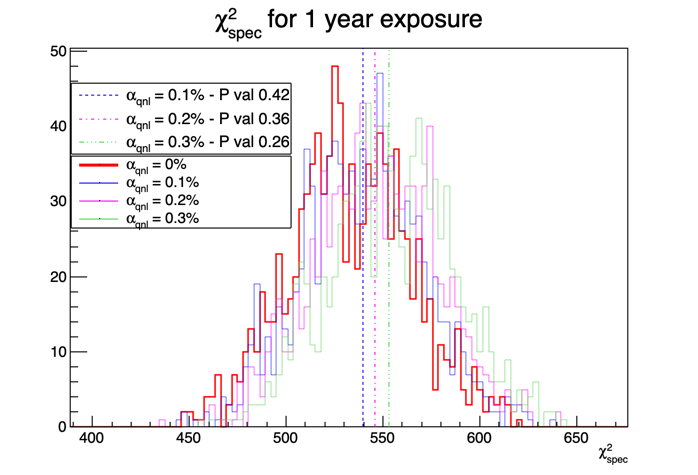 χ²spec for 1 year exposure
50
40
30
20
10
0
αqnl = 0.1% - P val 0.42
αqnl = 0.2% - P val 0.36
αqnl = 0.3% - P val 0.26
αqnl = 0%
αqnl = 0.1%
αqnl = 0.2%
αqnl = 0.3%
400 450 500 550 600 650
χ²spec